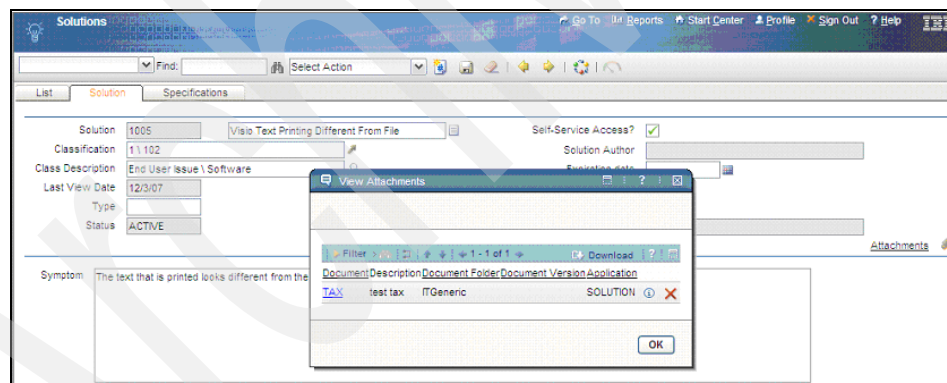 Solutions
Go To Reports Start Center Profile Sign Out ? Help IBM
Find: Select Action
List Solution Specifications
Solution 1005 Visio Text Printing Different From File Self-Service Access?
Classification 1 \ 102 Solution Author
Class Description End User Issue \ Software Expiration date
Last View Date 12/3/07
Type
Status ACTIVE
View Attachments ?
Filter 1 - 1 of 1 Download ?
Document Description Document Folder Document Version Application
TAX test tax ITGeneric SOLUTION
OK
Attachments
Symptom The text that is printed looks different from the